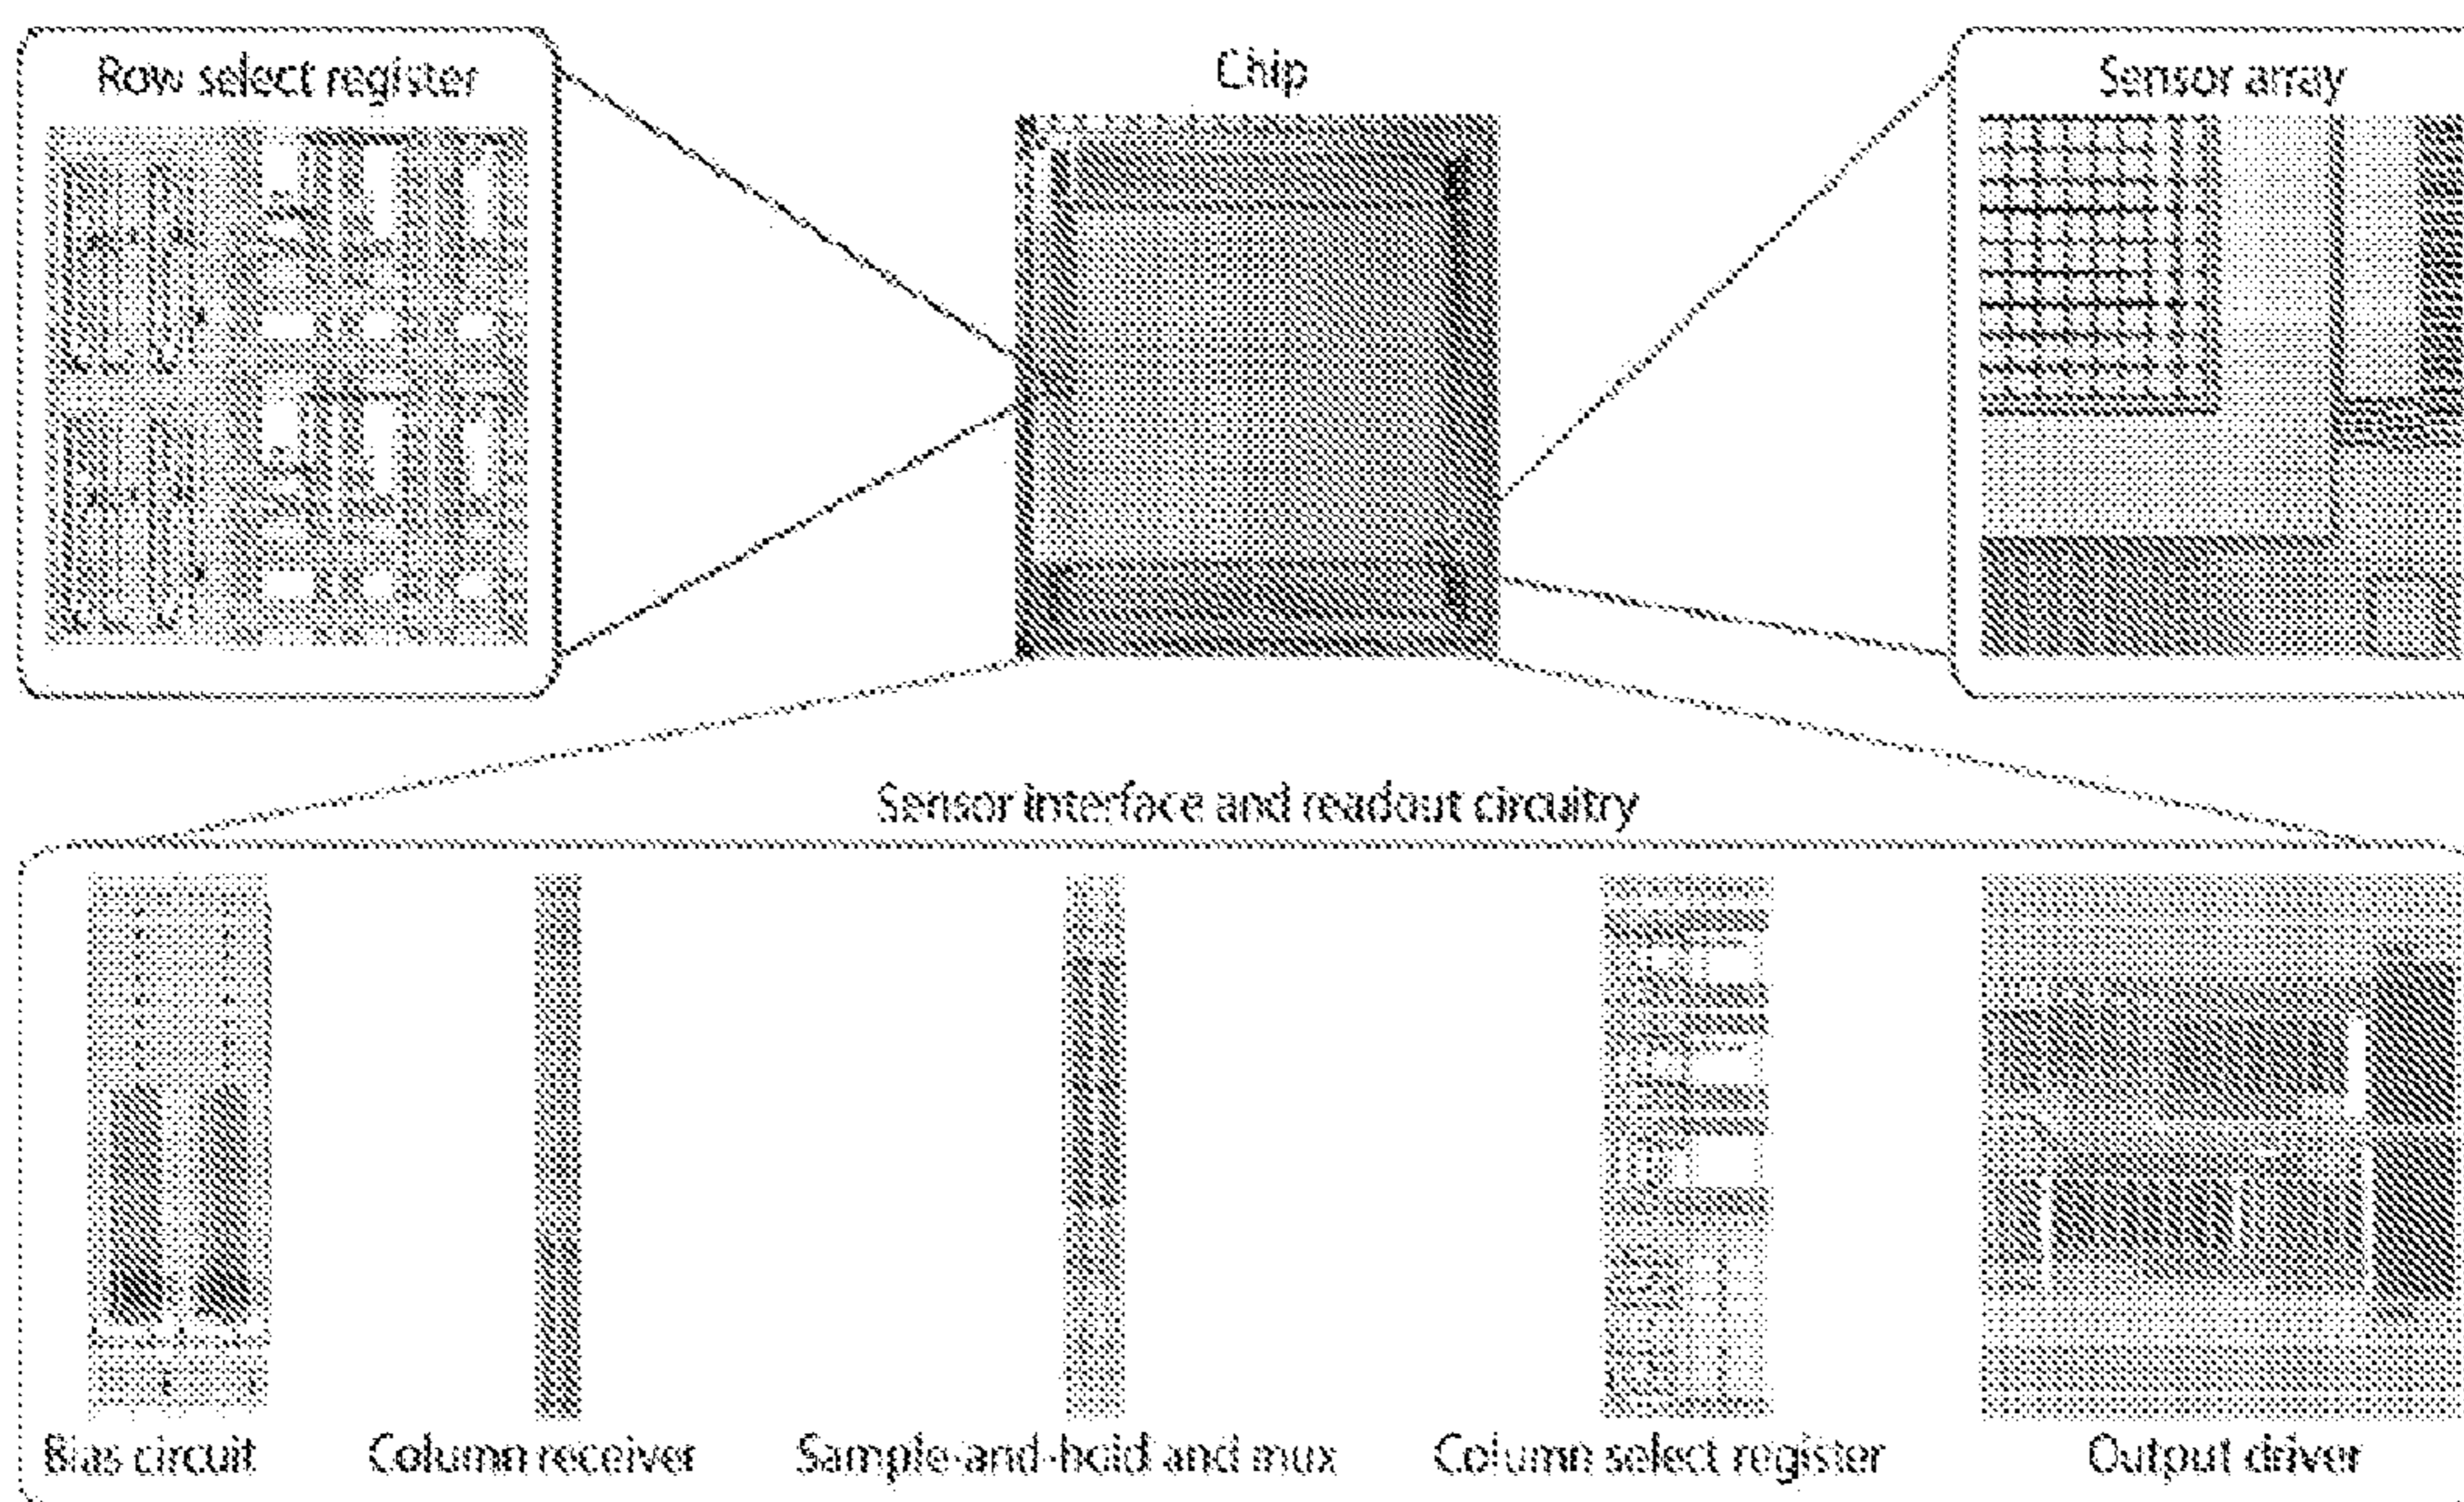 Row select register
Chip
Sensor array
Sensor interface and readout circuitry
Bias circuit
Column receiver
Sample-and-hold and mux
Column select register
Output driver